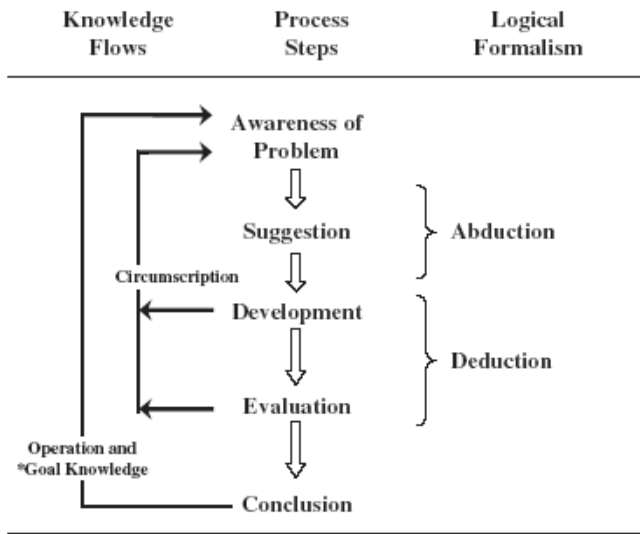 Knowledge
Flows
Process
Steps
Logical
Formalism
Awareness of
Problem
Suggestion
Abduction
Circumscription
Development
Deduction
Evaluation
Operation and
*Goal Knowledge
Conclusion